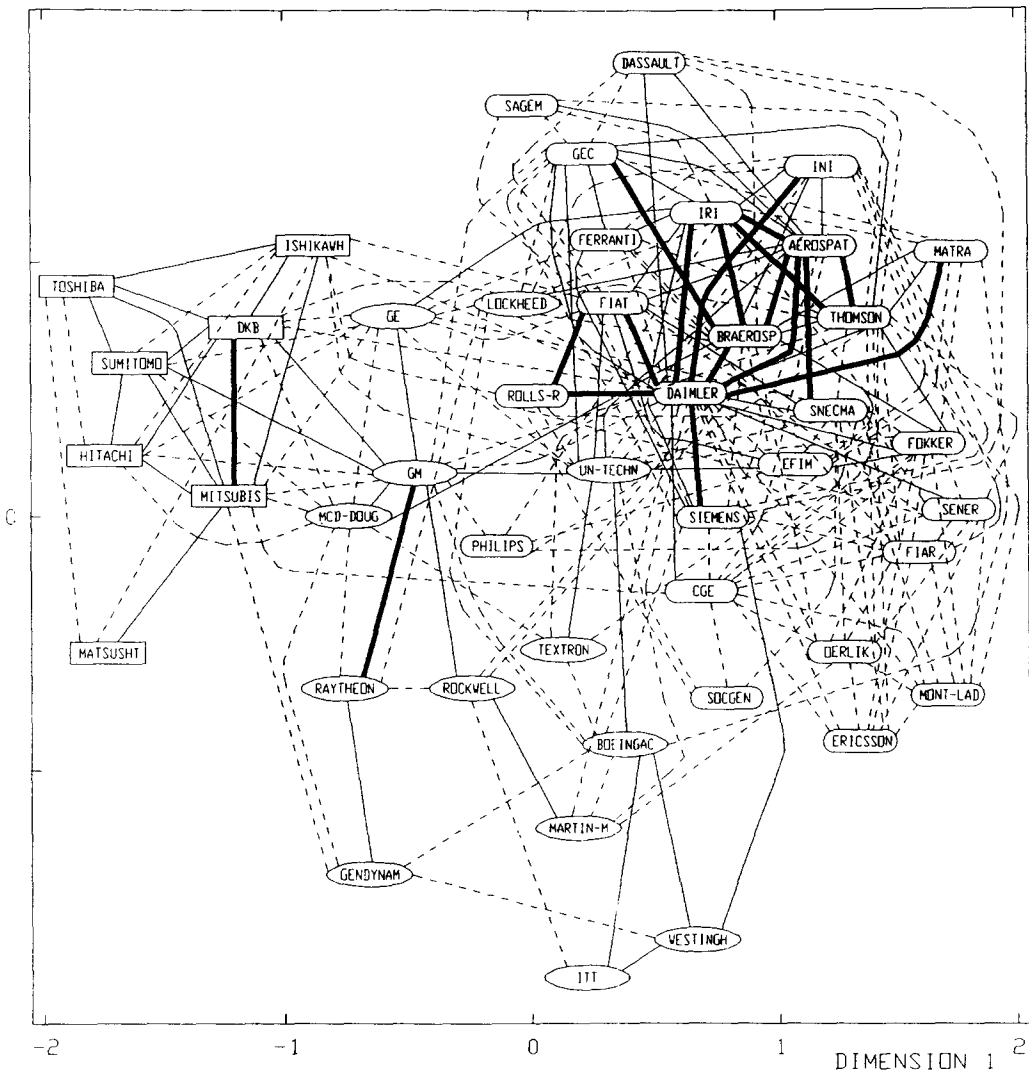 DASSAULT
SAGEM
GEC
INI
IRI
ISHIKAWH
FERRANTI
AEROSPAT
MATRA
TOSHIBA
LOCKHEED
FIAT
GE
THOMSON
DKB
BRAEROSP
SUMITOMO
ROLLS-R
DAIMLER
SNECMA
HITACHI
FOKKER
GM
UN-TECHN
EFIM
MITSUBIS
MCD-DOUG
SIEMENS
SENER
0
PHILIPS
FIAR
CGE
MATSUSHT
TEXTRON
OERLIK
RAYTHEON
ROCKWELL
SOCGEN
MONT-LAD
BOEINGAC
ERICSSON
MARTIN-M
GENDYNAM
WESTINGH
ITT
-2 -1 0 1 2
DIMENSION 1